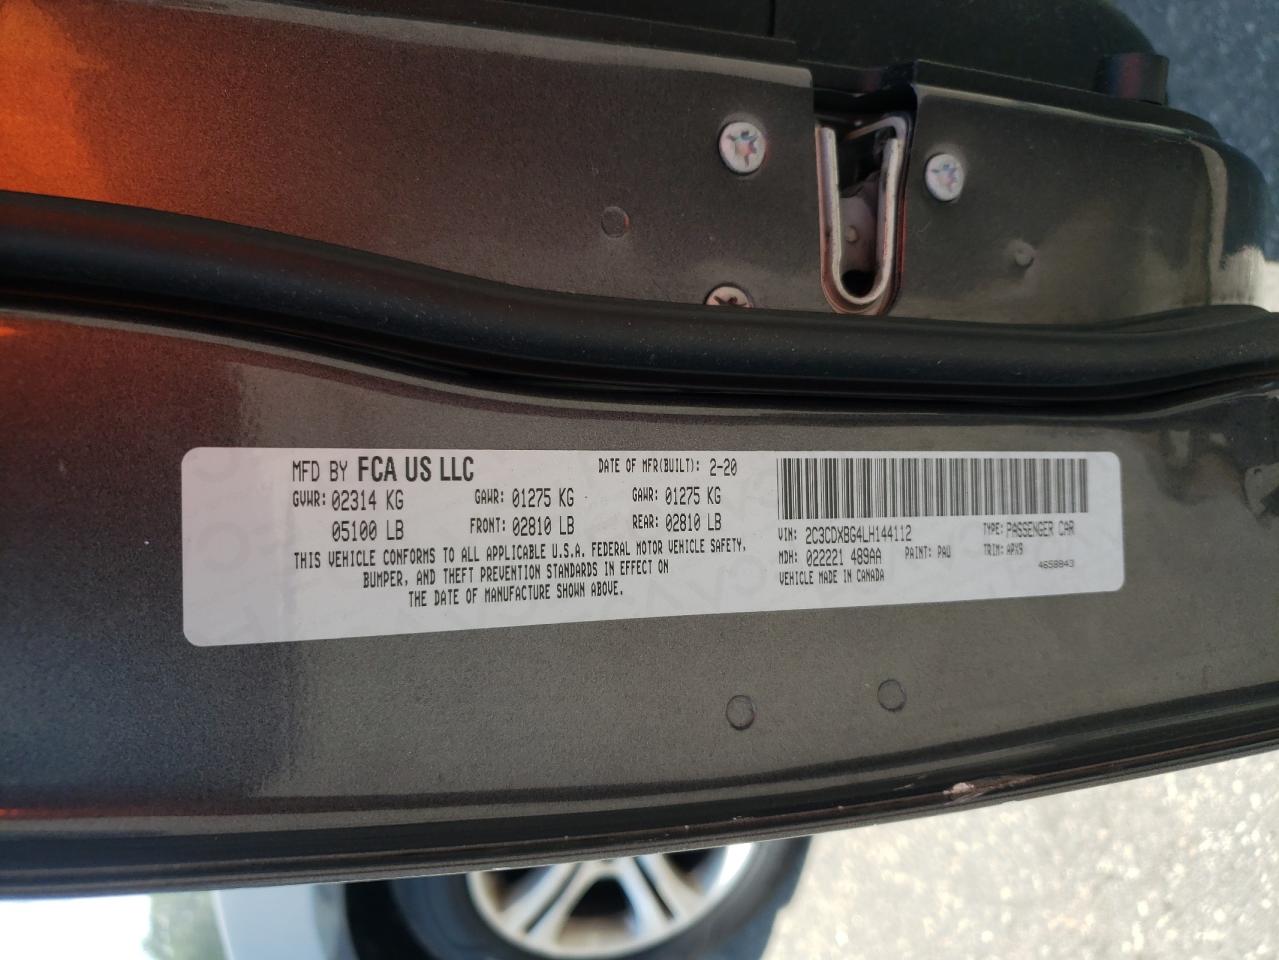 MFD BY FCA US LLC DATE OF MFR(BUILT): 2-20
GVWR: 02314 KG GAWR: 01275 KG GAWR: 01275 KG
05100 LB FRONT: 02810 LB REAR: 02810 LB
THIS VEHICLE CONFORMS TO ALL APPLICABLE U.S.A. FEDERAL MOTOR VEHICLE SAFETY,
BUMPER, AND THEFT PREVENTION STANDARDS IN EFFECT ON
THE DATE OF MANUFACTURE SHOWN ABOVE.
VIN: 2C3CDXBG4LH144112 TYPE: PASSENGER CAR
MDH: 022221 489AA PAINT: PAU TRIM: APX9
VEHICLE MADE IN CANADA 4658843